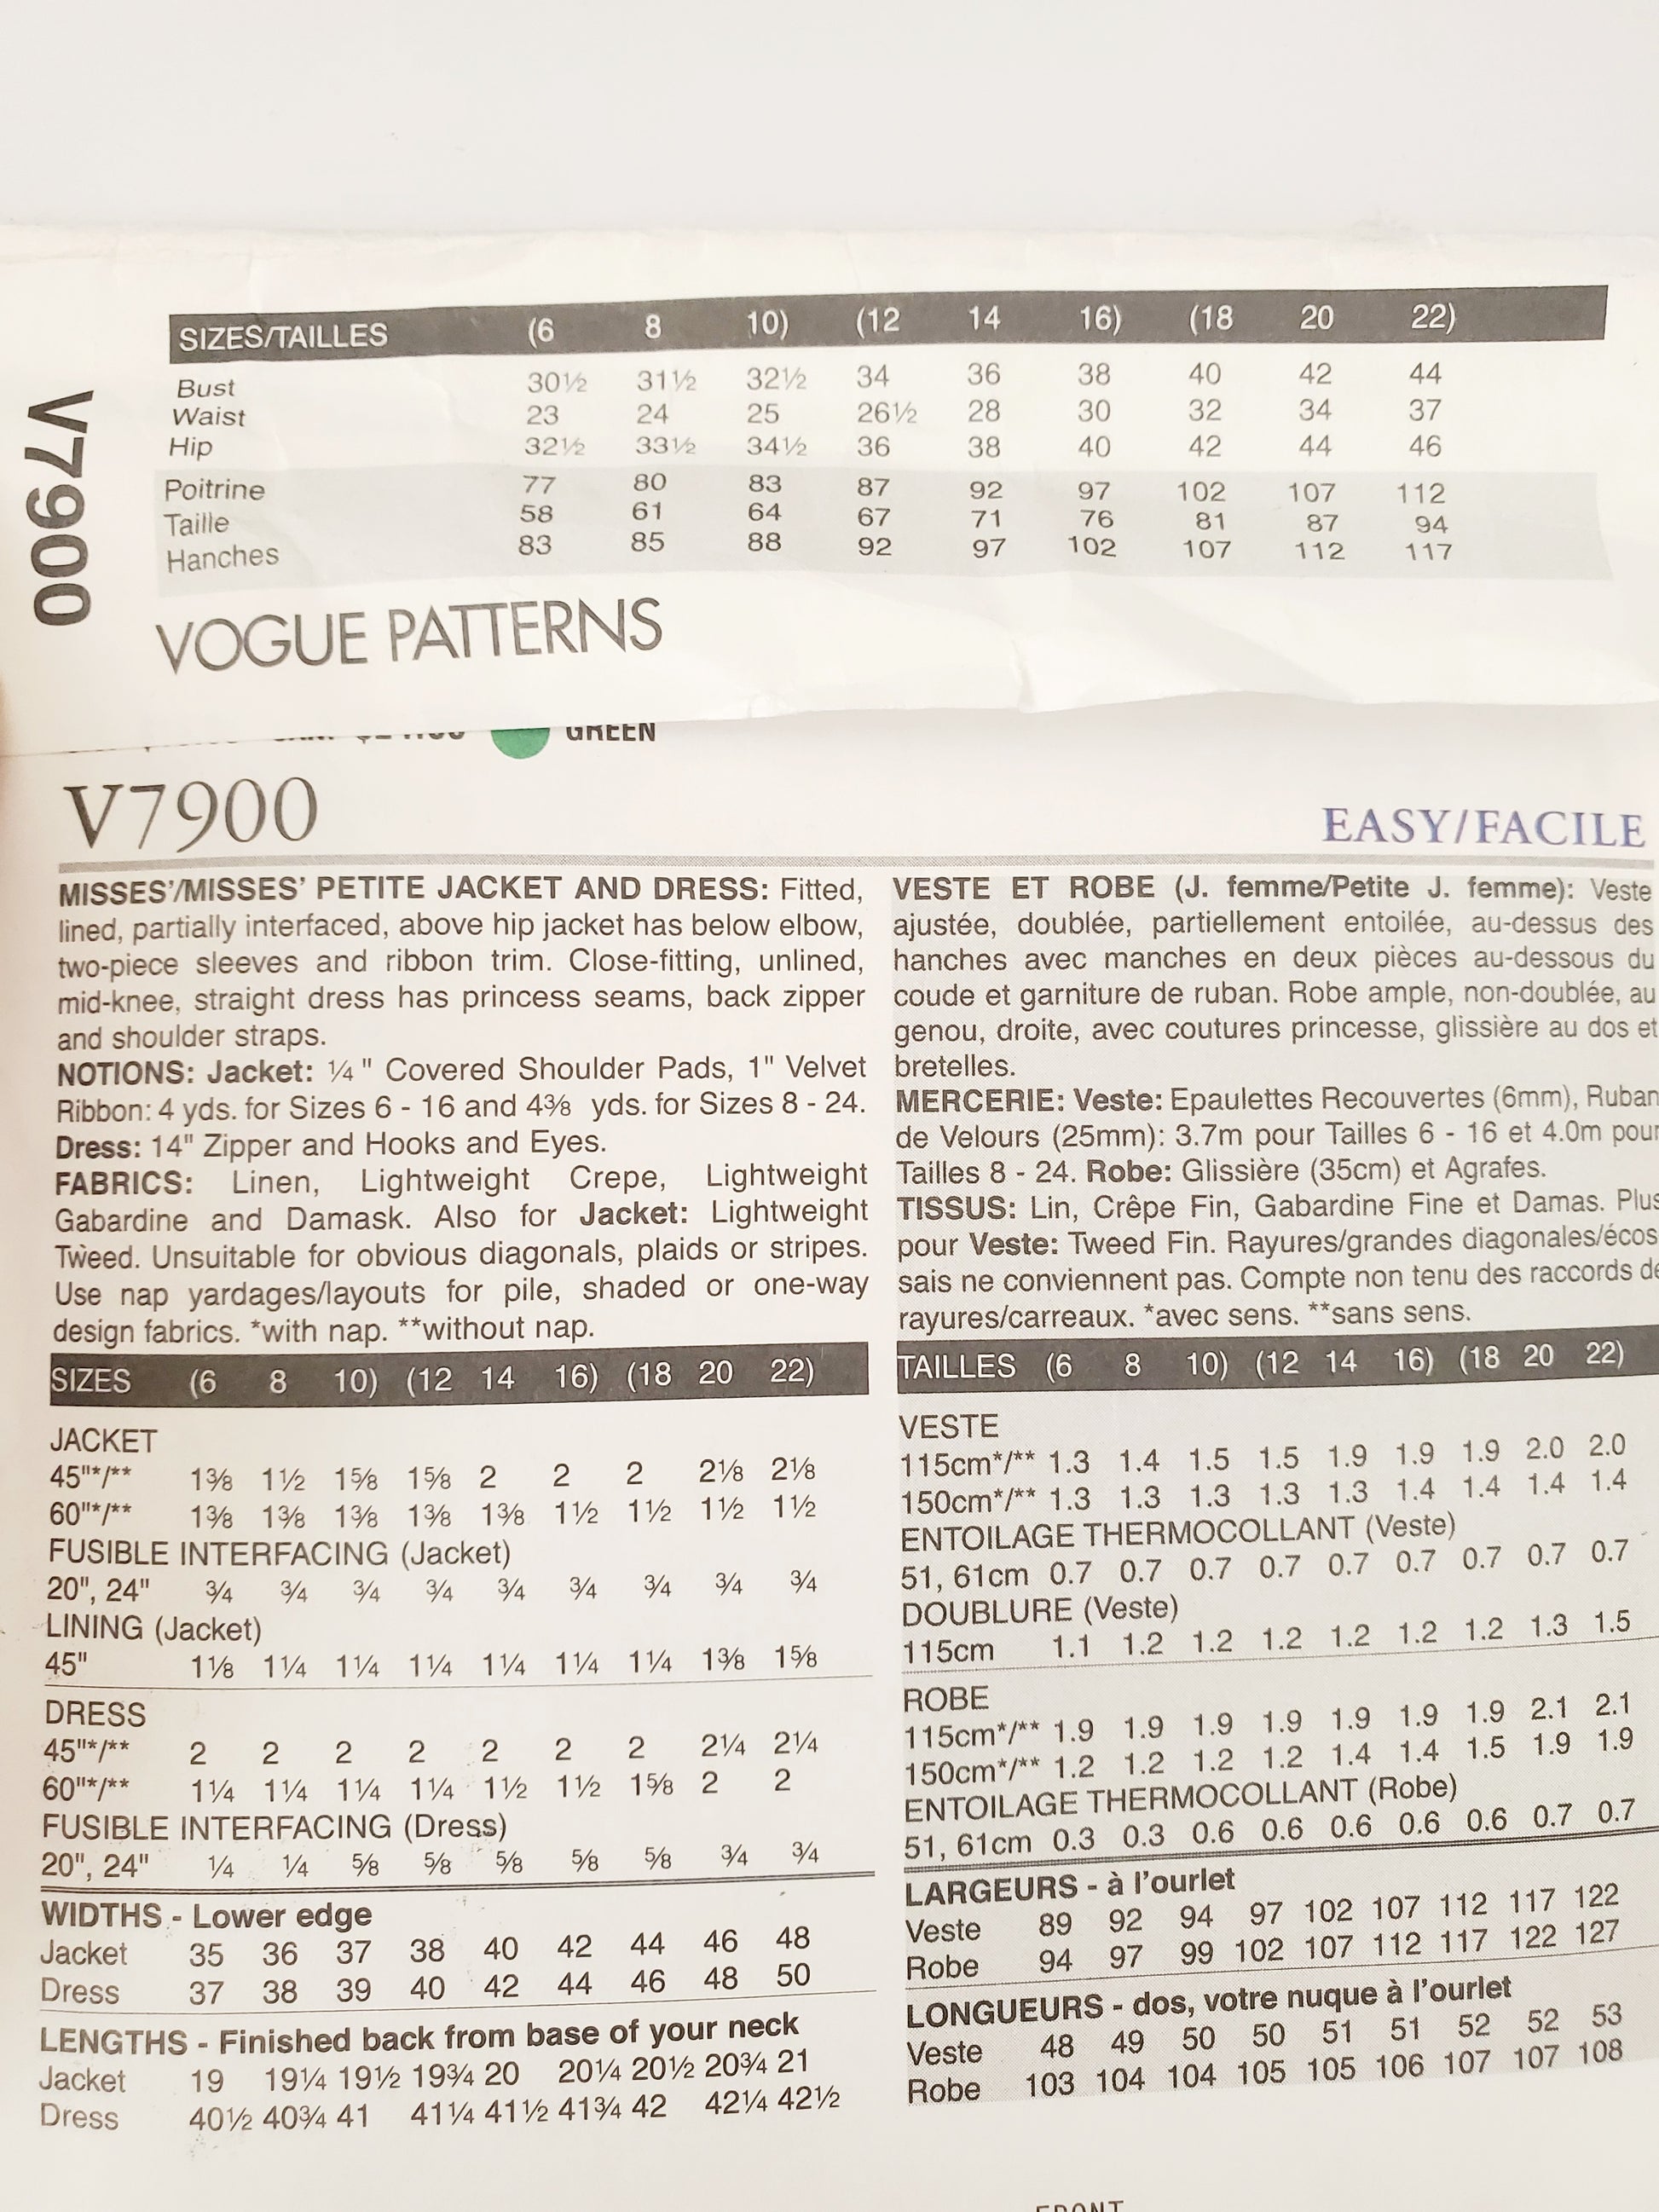 V7900
SIZES/TAILLES (6 8 10) (12 14 16) (18 20 22)
Bust 30½ 31½ 32½ 34 36 38 40 42 44
Waist 23 24 25 26½ 28 30 32 34 37
Hip 32½ 33½ 34½ 36 38 40 42 44 46
Poitrine 77 80 83 87 92 97 102 107 112
Taille 58 61 64 67 71 76 81 87 94
Hanches 83 85 88 92 97 102 107 112 117
VOGUE PATTERNS
GREEN
V7900
EASY/FACILE
MISSES'/MISSES' PETITE JACKET AND DRESS: Fitted,
lined, partially interfaced, above hip jacket has below elbow,
two-piece sleeves and ribbon trim. Close-fitting, unlined,
mid-knee, straight dress has princess seams, back zipper
and shoulder straps.
NOTIONS: Jacket: ¼" Covered Shoulder Pads, 1" Velvet
Ribbon: 4 yds. for Sizes 6 - 16 and 4⅜ yds. for Sizes 8 - 24.
Dress: 14" Zipper and Hooks and Eyes.
FABRICS: Linen, Lightweight Crepe, Lightweight
Gabardine and Damask. Also for Jacket: Lightweight
Tweed. Unsuitable for obvious diagonals, plaids or stripes.
Use nap yardages/layouts for pile, shaded or one-way
design fabrics. *with nap. **without nap.
SIZES (6 8 10) (12 14 16) (18 20 22)
JACKET
45"*/** 1⅜ 1½ 1⅝ 1⅝ 2 2 2 2⅛ 2⅛
60"*/** 1⅜ 1⅜ 1⅜ 1⅜ 1⅜ 1½ 1½ 1½ 1½
FUSIBLE INTERFACING (Jacket)
20", 24" ¾ ¾ ¾ ¾ ¾ ¾ ¾ ¾ ¾
LINING (Jacket)
45" 1⅛ 1¼ 1¼ 1¼ 1¼ 1¼ 1¼ 1⅜ 1⅝
DRESS
45"*/** 2 2 2 2 2 2 2 2¼ 2¼
60"*/** 1¼ 1¼ 1¼ 1¼ 1½ 1½ 1⅝ 2 2
FUSIBLE INTERFACING (Dress)
20", 24" ¼ ¼ ⅝ ⅝ ⅝ ⅝ ⅝ ¾ ¾
WIDTHS - Lower edge
Jacket 35 36 37 38 40 42 44 46 48
Dress 37 38 39 40 42 44 46 48 50
LENGTHS - Finished back from base of your neck
Jacket 19 19¼ 19½ 19¾ 20 20¼ 20½ 20¾ 21
Dress 40½ 40¾ 41 41¼ 41½ 41¾ 42 42¼ 42½
VESTE ET ROBE (J. femme/Petite J. femme): Veste
ajustée, doublée, partiellement entoilée, au-dessus des
hanches avec manches en deux pièces au-dessous du
coude et garniture de ruban. Robe ample, non-doublée, au
genou, droite, avec coutures princesse, glissière au dos et
bretelles.
MERCERIE: Veste: Epaulettes Recouvertes (6mm), Ruban
de Velours (25mm): 3.7m pour Tailles 6 - 16 et 4.0m pour
Tailles 8 - 24. Robe: Glissière (35cm) et Agrafes.
TISSUS: Lin, Crêpe Fin, Gabardine Fine et Damas. Plus
pour Veste: Tweed Fin. Rayures/grandes diagonales/écos
sais ne conviennent pas. Compte non tenu des raccords de
rayures/carreaux. *avec sens. **sans sens.
TAILLES (6 8 10) (12 14 16) (18 20 22)
VESTE
115cm*/** 1.3 1.4 1.5 1.5 1.9 1.9 1.9 2.0 2.0
150cm*/** 1.3 1.3 1.3 1.3 1.3 1.4 1.4 1.4 1.4
ENTOILAGE THERMOCOLLANT (Veste)
51, 61cm 0.7 0.7 0.7 0.7 0.7 0.7 0.7 0.7 0.7
DOUBLURE (Veste)
115cm 1.1 1.2 1.2 1.2 1.2 1.2 1.2 1.3 1.5
ROBE
115cm*/** 1.9 1.9 1.9 1.9 1.9 1.9 1.9 2.1 2.1
150cm*/** 1.2 1.2 1.2 1.2 1.4 1.4 1.5 1.9 1.9
ENTOILAGE THERMOCOLLANT (Robe)
51, 61cm 0.3 0.3 0.6 0.6 0.6 0.6 0.6 0.7 0.7
LARGEURS - à l'ourlet
Veste 89 92 94 97 102 107 112 117 122
Robe 94 97 99 102 107 112 117 122 127
LONGUEURS - dos, votre nuque à l'ourlet
Veste 48 49 50 50 51 51 52 52 53
Robe 103 104 104 105 105 106 107 107 108
FRONT